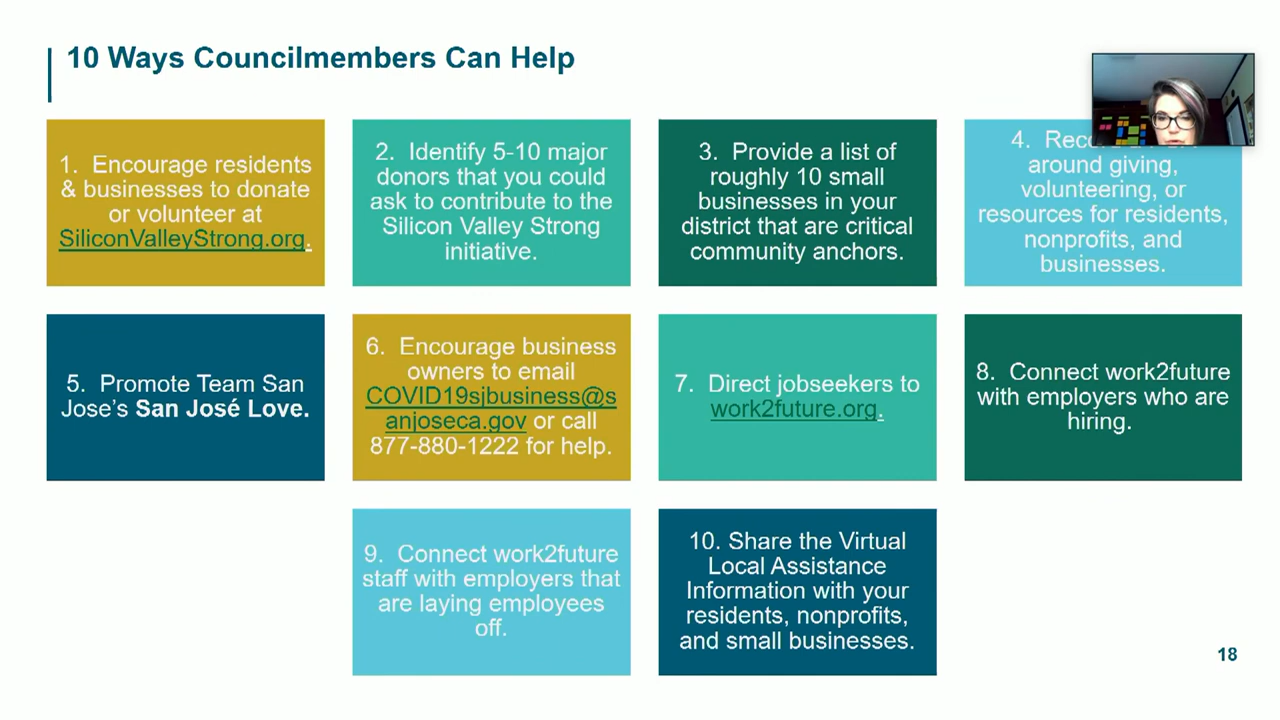 10 Ways Councilmembers Can Help
1. Encourage residents
& businesses to donate
or volunteer at
SiliconValleyStrong.org.
2. Identify 5-10 major
donors that you could
ask to contribute to the
Silicon Valley Strong
initiative.
3. Provide a list of
roughly 10 small
businesses in your
district that are critical
community anchors.
4.
around giving,
volunteering, or
resources for residents,
nonprofits, and
businesses.
5. Promote Team San
Jose's San José Love.
6. Encourage business
owners to email
COVID19sjbusiness@s
anjoseca.gov or call
877-880-1222 for help.
7. Direct jobseekers to
work2future.org.
8. Connect work2future
with employers who are
hiring.
9. Connect work2future
staff with employers that
are laying employees
off.
10. Share the Virtual
Local Assistance
Information with your
residents, nonprofits,
and small businesses.
18